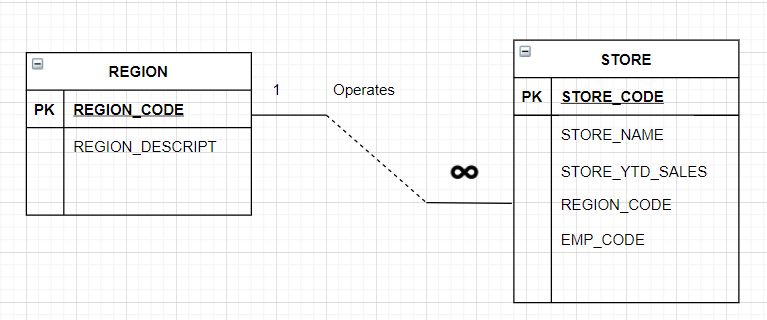 REGION
PK REGION_CODE
REGION_DESCRIPT
1 Operates
∞
STORE
PK STORE_CODE
STORE_NAME
STORE_YTD_SALES
REGION_CODE
EMP_CODE